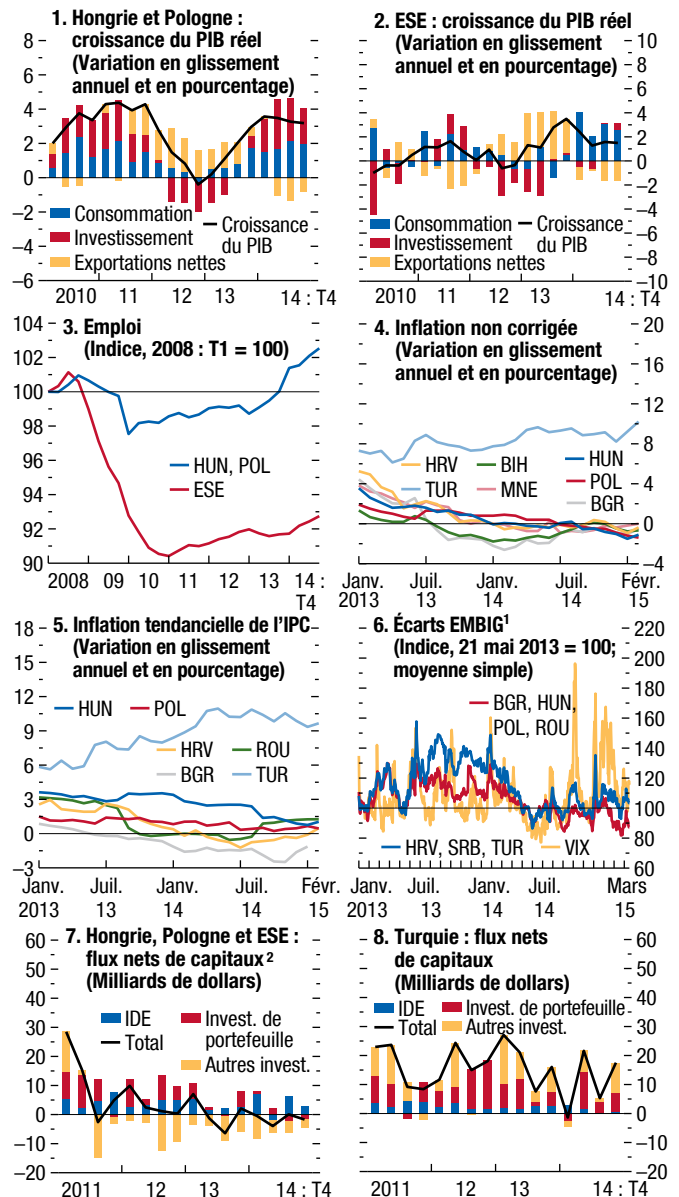 1. Hongrie et Pologne :
croissance du PIB réel
(Variation en glissement
annuel et en pourcentage)
8
6
4
2
0
–2
–4
–6
Consommation
Investissement
Exportations nettes
Croissance
du PIB
2010 11 12 13 14 : T4
2. ESE : croissance du PIB réel
(Variation en glissement
annuel et en pourcentage)
10
8
6
4
2
0
–2
–4
–6
–8
–10
Consommation
Investissement
Exportations nettes
Croissance
du PIB
2010 11 12 13 14 : T4
3. Emploi
(Indice, 2008 : T1 = 100)
104
102
100
98
96
94
92
90
HUN, POL
ESE
2008 09 10 11 12 13 14 :
T4
4. Inflation non corrigée
(Variation en glissement
annuel et en pourcentage)
20
16
12
8
4
0
–4
HRV
TUR
BIH
MNE
HUN
POL
BGR
Janv. Juil. Janv. Juil. Févr.
2013 13 14 14 15
5. Inflation tendancielle de l’IPC
(Variation en glissement
annuel et en pourcentage)
18
15
12
9
6
3
0
–3
HUN
POL
HRV
ROU
BGR
TUR
Janv. Juil. Janv. Juil. Févr.
2013 13 14 14 15
6. Écarts EMBIG¹
(Indice, 21 mai 2013 = 100;
moyenne simple)
220
200
180
160
140
120
100
80
60
BGR, HUN,
POL, ROU
HRV, SRB, TUR
VIX
Janv. Juil. Janv. Juil. Mars
2013 13 14 14 15
7. Hongrie, Pologne et ESE :
flux nets de capitaux ²
(Milliards de dollars)
60
50
40
30
20
10
0
–10
–20
IDE
Total
Invest. de
portefeuille
Autres invest.
2011 12 13 14 : T4
8. Turquie : flux nets
de capitaux
(Milliards de dollars)
60
50
40
30
20
10
0
–10
–20
IDE
Total
Invest. de portefeuille
Autres invest.
2011 12 13 14 : T4